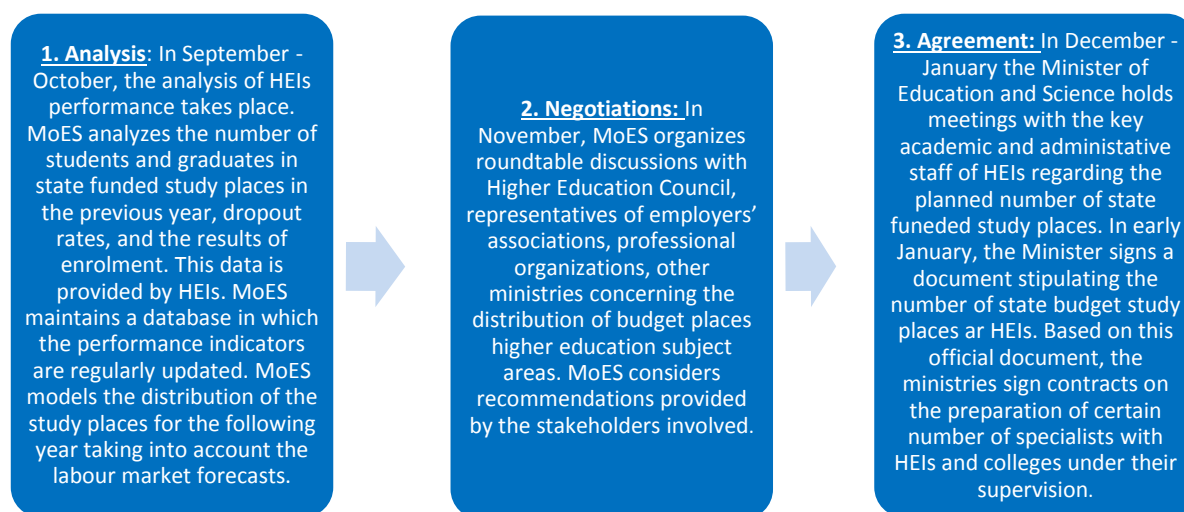 1. Analysis: In September -
October, the analysis of HEIs
performance takes place.
MoES analyzes the number of
students and graduates in
state funded study places in
the previous year, dropout
rates, and the results of
enrolment. This data is
provided by HEIs. MoES
maintains a database in which
the performance indicators
are regularly updated. MoES
models the distribution of the
study places for the following
year taking into account the
labour market forecasts.
2. Negotiations: In
November, MoES organizes
roundtable discussions with
Higher Education Council,
representatives of employers’
associations, professional
organizations, other
ministries concerning the
distribution of budget places
higher education subject
areas. MoES considers
recommendations provided
by the stakeholders involved.
3. Agreement: In December -
January the Minister of
Education and Science holds
meetings with the key
academic and administative
staff of HEIs regarding the
planned number of state
funeded study places. In early
January, the Minister signs a
document stipulating the
number of state budget study
places ar HEIs. Based on this
official document, the
ministries sign contracts on
the preparation of certain
number of specialists with
HEIs and colleges under their
supervision.